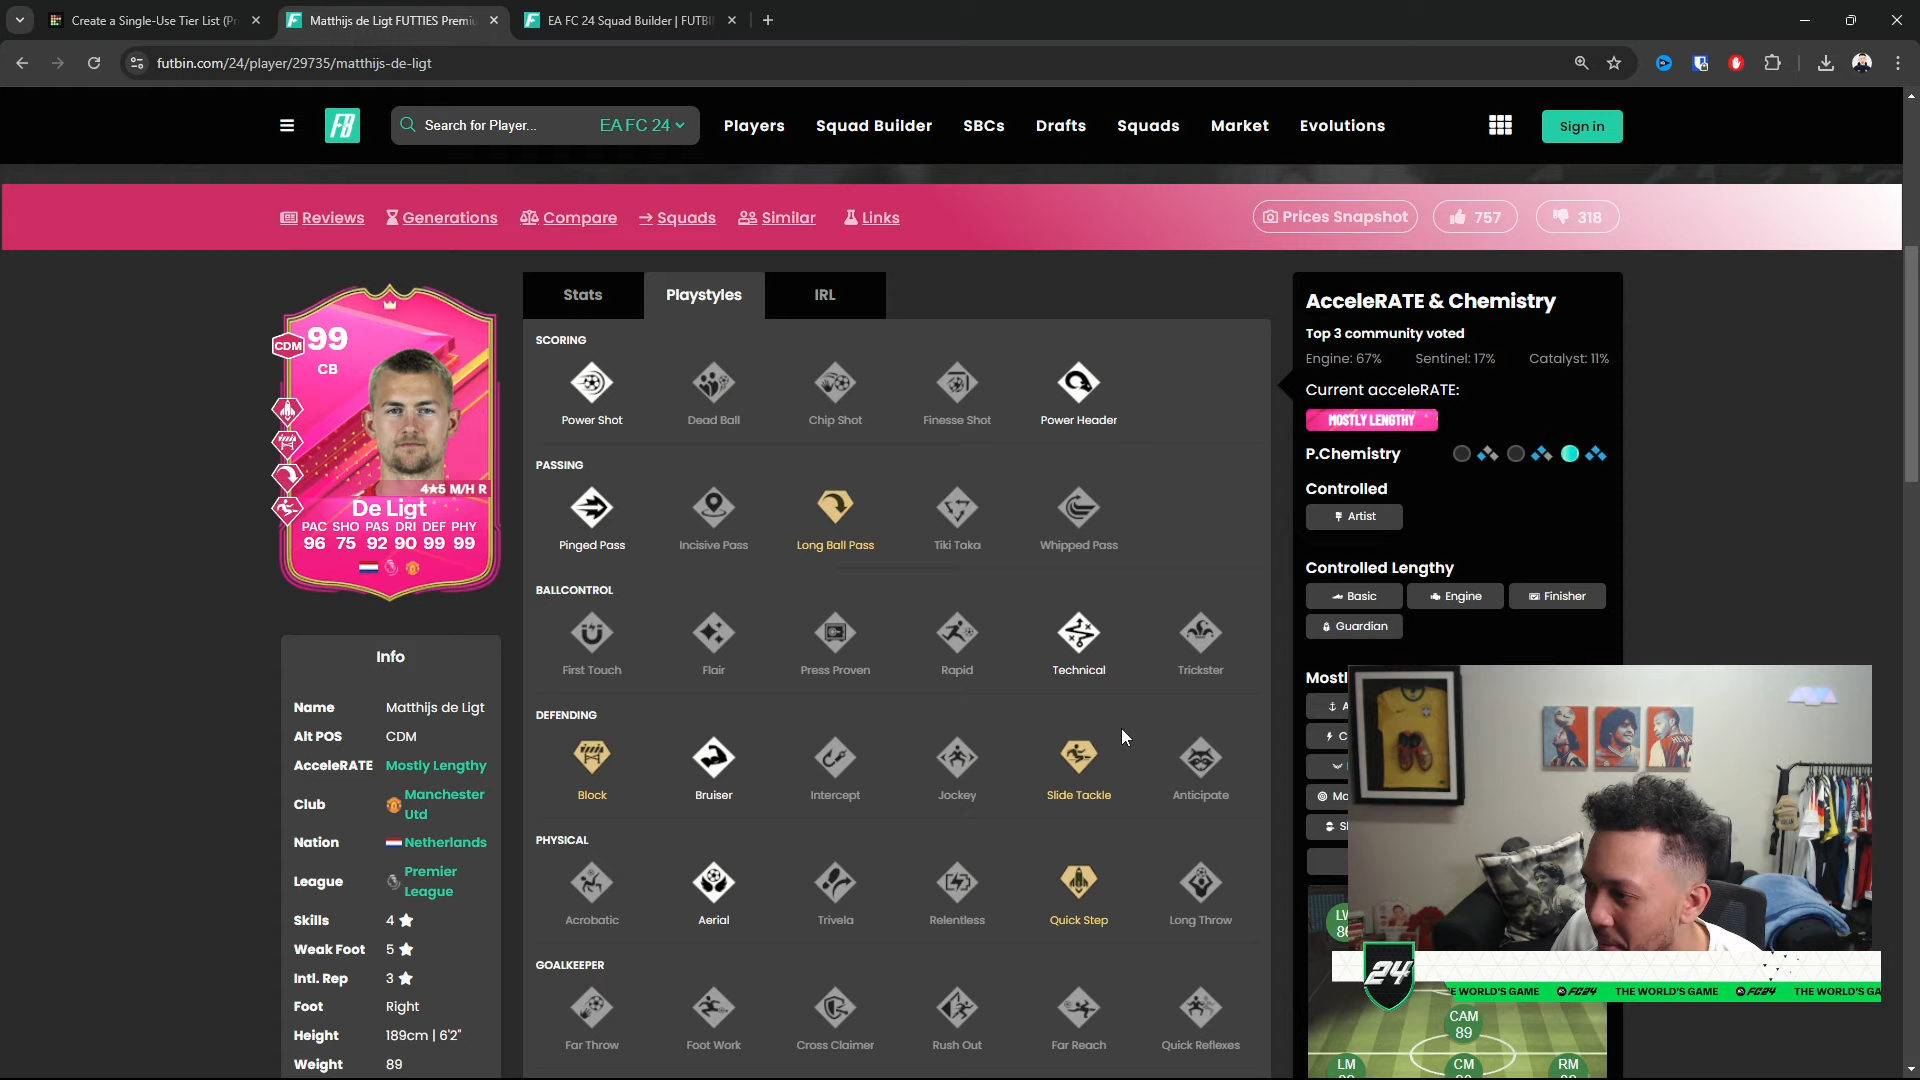 Create a Single-Use Tier List (Pr
Matthijs de Ligt FUTTIES Premiu
EA FC 24 Squad Builder | FUTBI
futbin.com/24/player/29735/matthijs-de-ligt
Search for Player... EA FC 24 Players Squad Builder SBCs Drafts Squads Market Evolutions Sign in
Reviews Generations Compare Squads Similar Links Prices Snapshot 757 318
Stats Playstyles IRL
CDM 99
CB
4★5 M/H R
De Ligt
PAC SHO PAS DRI DEF PHY
96 75 92 90 99 99
SCORING
Power Shot Dead Ball Chip Shot Finesse Shot Power Header
PASSING
Pinged Pass Incisive Pass Long Ball Pass Tiki Taka Whipped Pass
BALLCONTROL
First Touch Flair Press Proven Rapid Technical Trickster
DEFENDING
Block Bruiser Intercept Jockey Slide Tackle Anticipate
PHYSICAL
Acrobatic Aerial Trivela Relentless Quick Step Long Throw
GOALKEEPER
Far Throw Foot Work Cross Claimer Rush Out Far Reach Quick Reflexes
Info
Name Matthijs de Ligt
Alt POS CDM
AcceleRATE Mostly Lengthy
Club Manchester
Utd
Nation Netherlands
League Premier
League
Skills 4
Weak Foot 5
Intl. Rep 3
Foot Right
Height 189cm | 6'2"
Weight 89
AcceleRATE & Chemistry
Top 3 community voted
Engine: 67% Sentinel: 17% Catalyst: 11%
Current acceleRATE:
MOSTLY LENGTHY
P.Chemistry
Controlled
Artist
Controlled Lengthy
Basic Engine Finisher
Guardian
Mostl
A
C
Mo
LW
24
E WORLD'S GAME FC24 THE WORLD'S GAME FC24 THE WORLD'S GA
CAM
89
LM CM RM